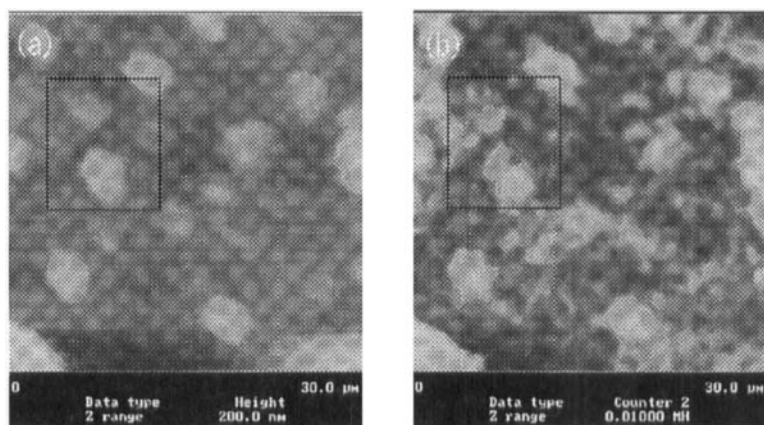 (a)
(b)
0 30.0 μm
Data type Height
Z range 200.0 nm
0 30.0 μm
Data type Counter 2
Z range 0.01000 MH